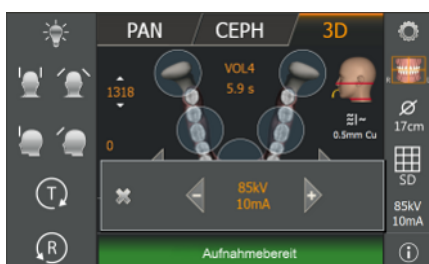 PAN
CEPH
3D
VOL4
5.9 s
1318
0
0.5mm Cu
R
17cm
SD
85kV
10mA
85kV
10mA
T
R
Aufnahmebereit
i